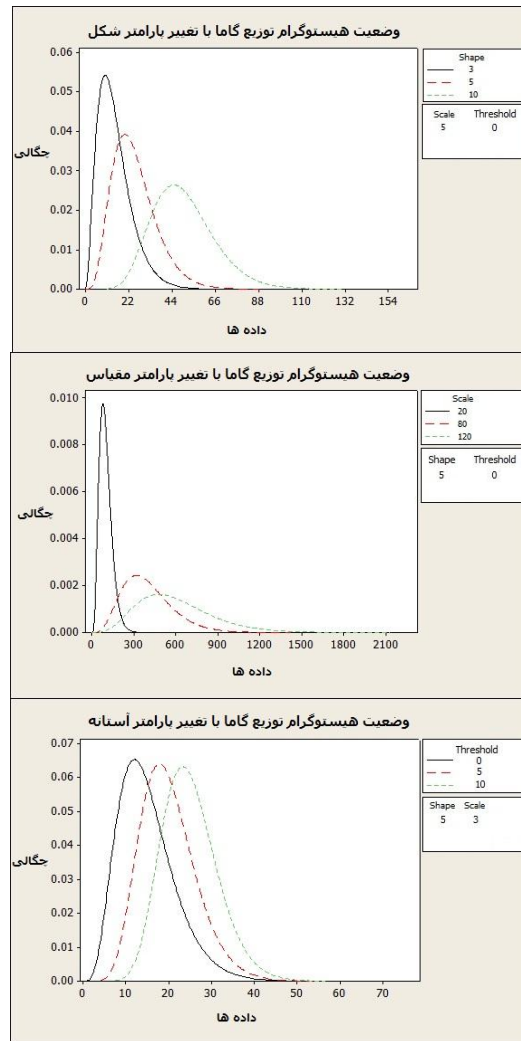 وضعیت هیستوگرام توزیع گاما با تغییر پارامتر شکل
Shape
3
5
10
Scale Threshold
5 0
چگالی
0.06
0.05
0.04
0.03
0.02
0.01
0.00
0 22 44 66 88 110 132 154
داده ها
وضعیت هیستوگرام توزیع گاما با تغییر پارامتر مقیاس
Scale
20
80
120
Shape Threshold
5 0
چگالی
0.010
0.008
0.006
0.004
0.002
0.000
0 300 600 900 1200 1500 1800 2100
داده ها
وضعیت هیستوگرام توزیع گاما با تغییر پارامتر آستانه
Threshold
0
5
10
Shape Scale
5 3
چگالی
0.07
0.06
0.05
0.04
0.03
0.02
0.01
0.00
0 10 20 30 40 50 60 70
داده ها